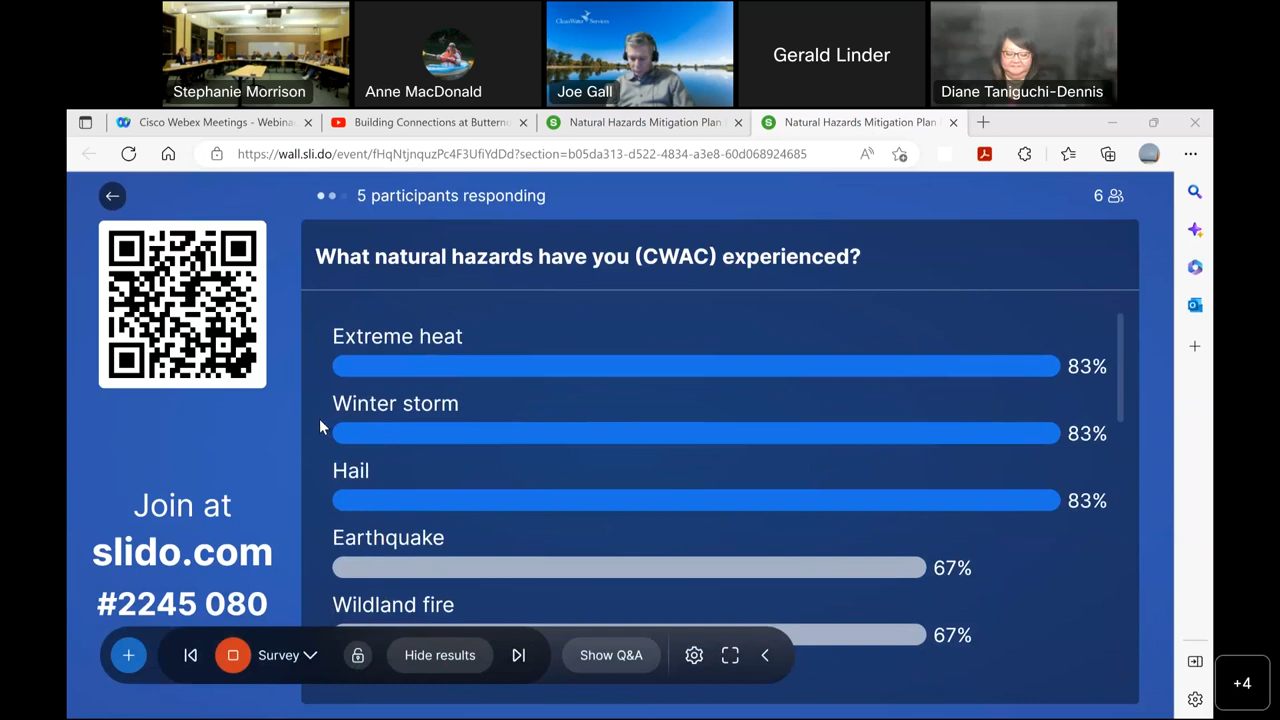 CleanWater Services
Stephanie Morrison
Anne MacDonald
Joe Gall
Gerald Linder
Diane Taniguchi-Dennis
Cisco Webex Meetings - Webina
Building Connections at Buttern
Natural Hazards Mitigation Plan
Natural Hazards Mitigation Plan
https://wall.sli.do/event/fHqNtjnquzPc4F3UfiYdDd?section=b05da313-d522-4834-a3e8-60d068924685
5 participants responding
6
What natural hazards have you (CWAC) experienced?
Extreme heat
83%
Winter storm
83%
Hail
83%
Earthquake
67%
Wildland fire
67%
Join at
slido.com
#2245 080
Survey
Hide results
Show Q&A
+4